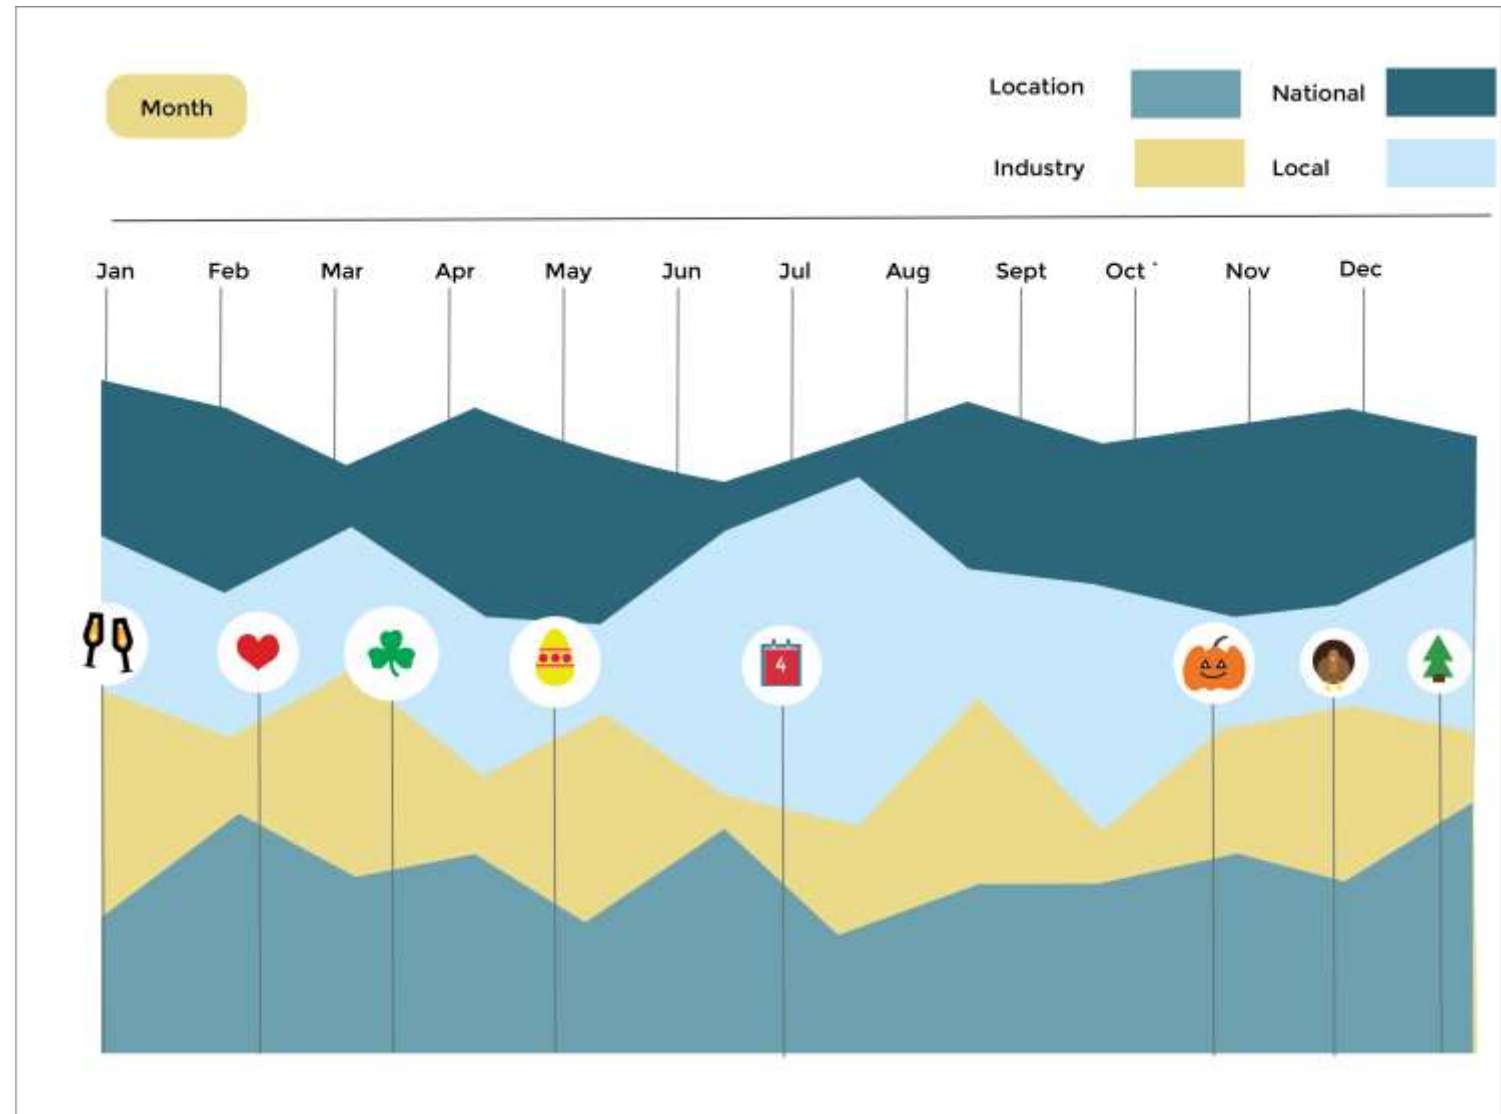 Month
Location
National
Industry
Local
Jan Feb Mar Apr May Jun Jul Aug Sept Oct Nov Dec
4